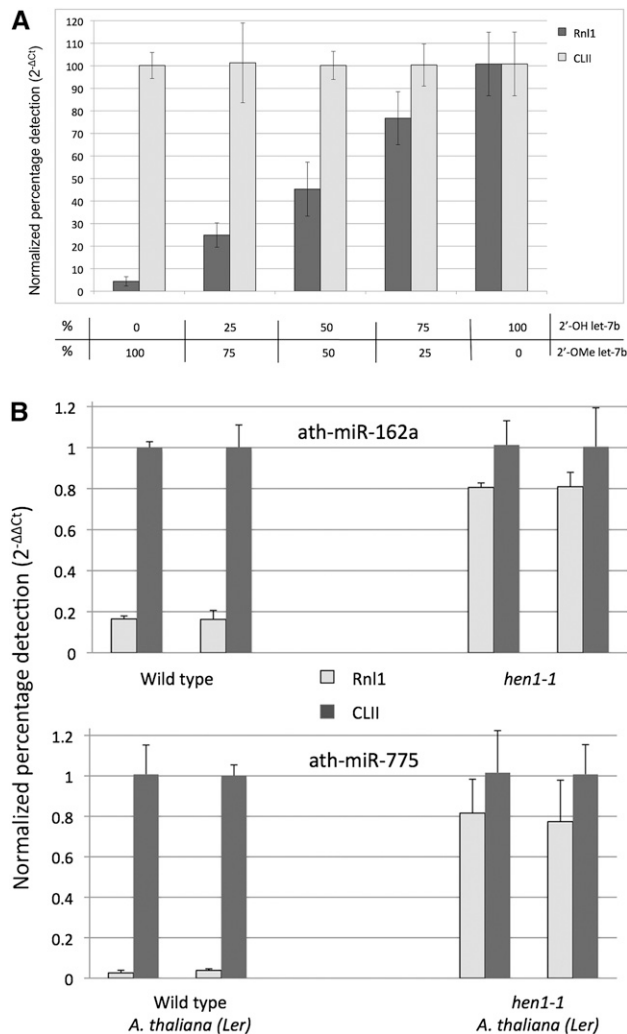 A
Normalized percentage detection (2-ΔCt)
120
110
100
90
80
70
60
50
40
30
20
10
0
Rnl1
CLII
% 0 25 50 75 100 2'-OH let-7b
% 100 75 50 25 0 2'-OMe let-7b
B
Normalized percentage detection (2-ΔΔCt)
ath-miR-162a
1.2
1
0.8
0.6
0.4
0.2
0
Wild type
hen1-1
Rnl1
CLII
ath-miR-775
1.2
1
0.8
0.6
0.4
0.2
0
Wild type
A. thaliana (Ler)
hen1-1
A. thaliana (Ler)